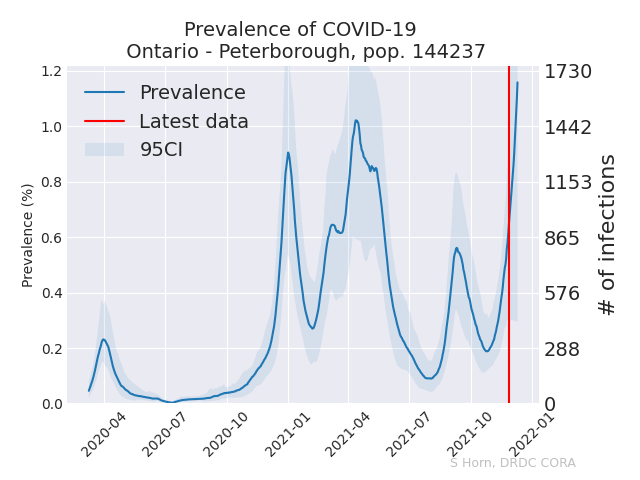 Prevalence of COVID-19
Ontario - Peterborough, pop. 144237
Prevalence
Latest data
95CI
Prevalence (%)
1.2
1.0
0.8
0.6
0.4
0.2
0.0
1730
1442
1153
865
576
288
0
# of infections
2020-04
2020-07
2020-10
2021-01
2021-04
2021-07
2021-10
2022-01
S Horn, DRDC CORA